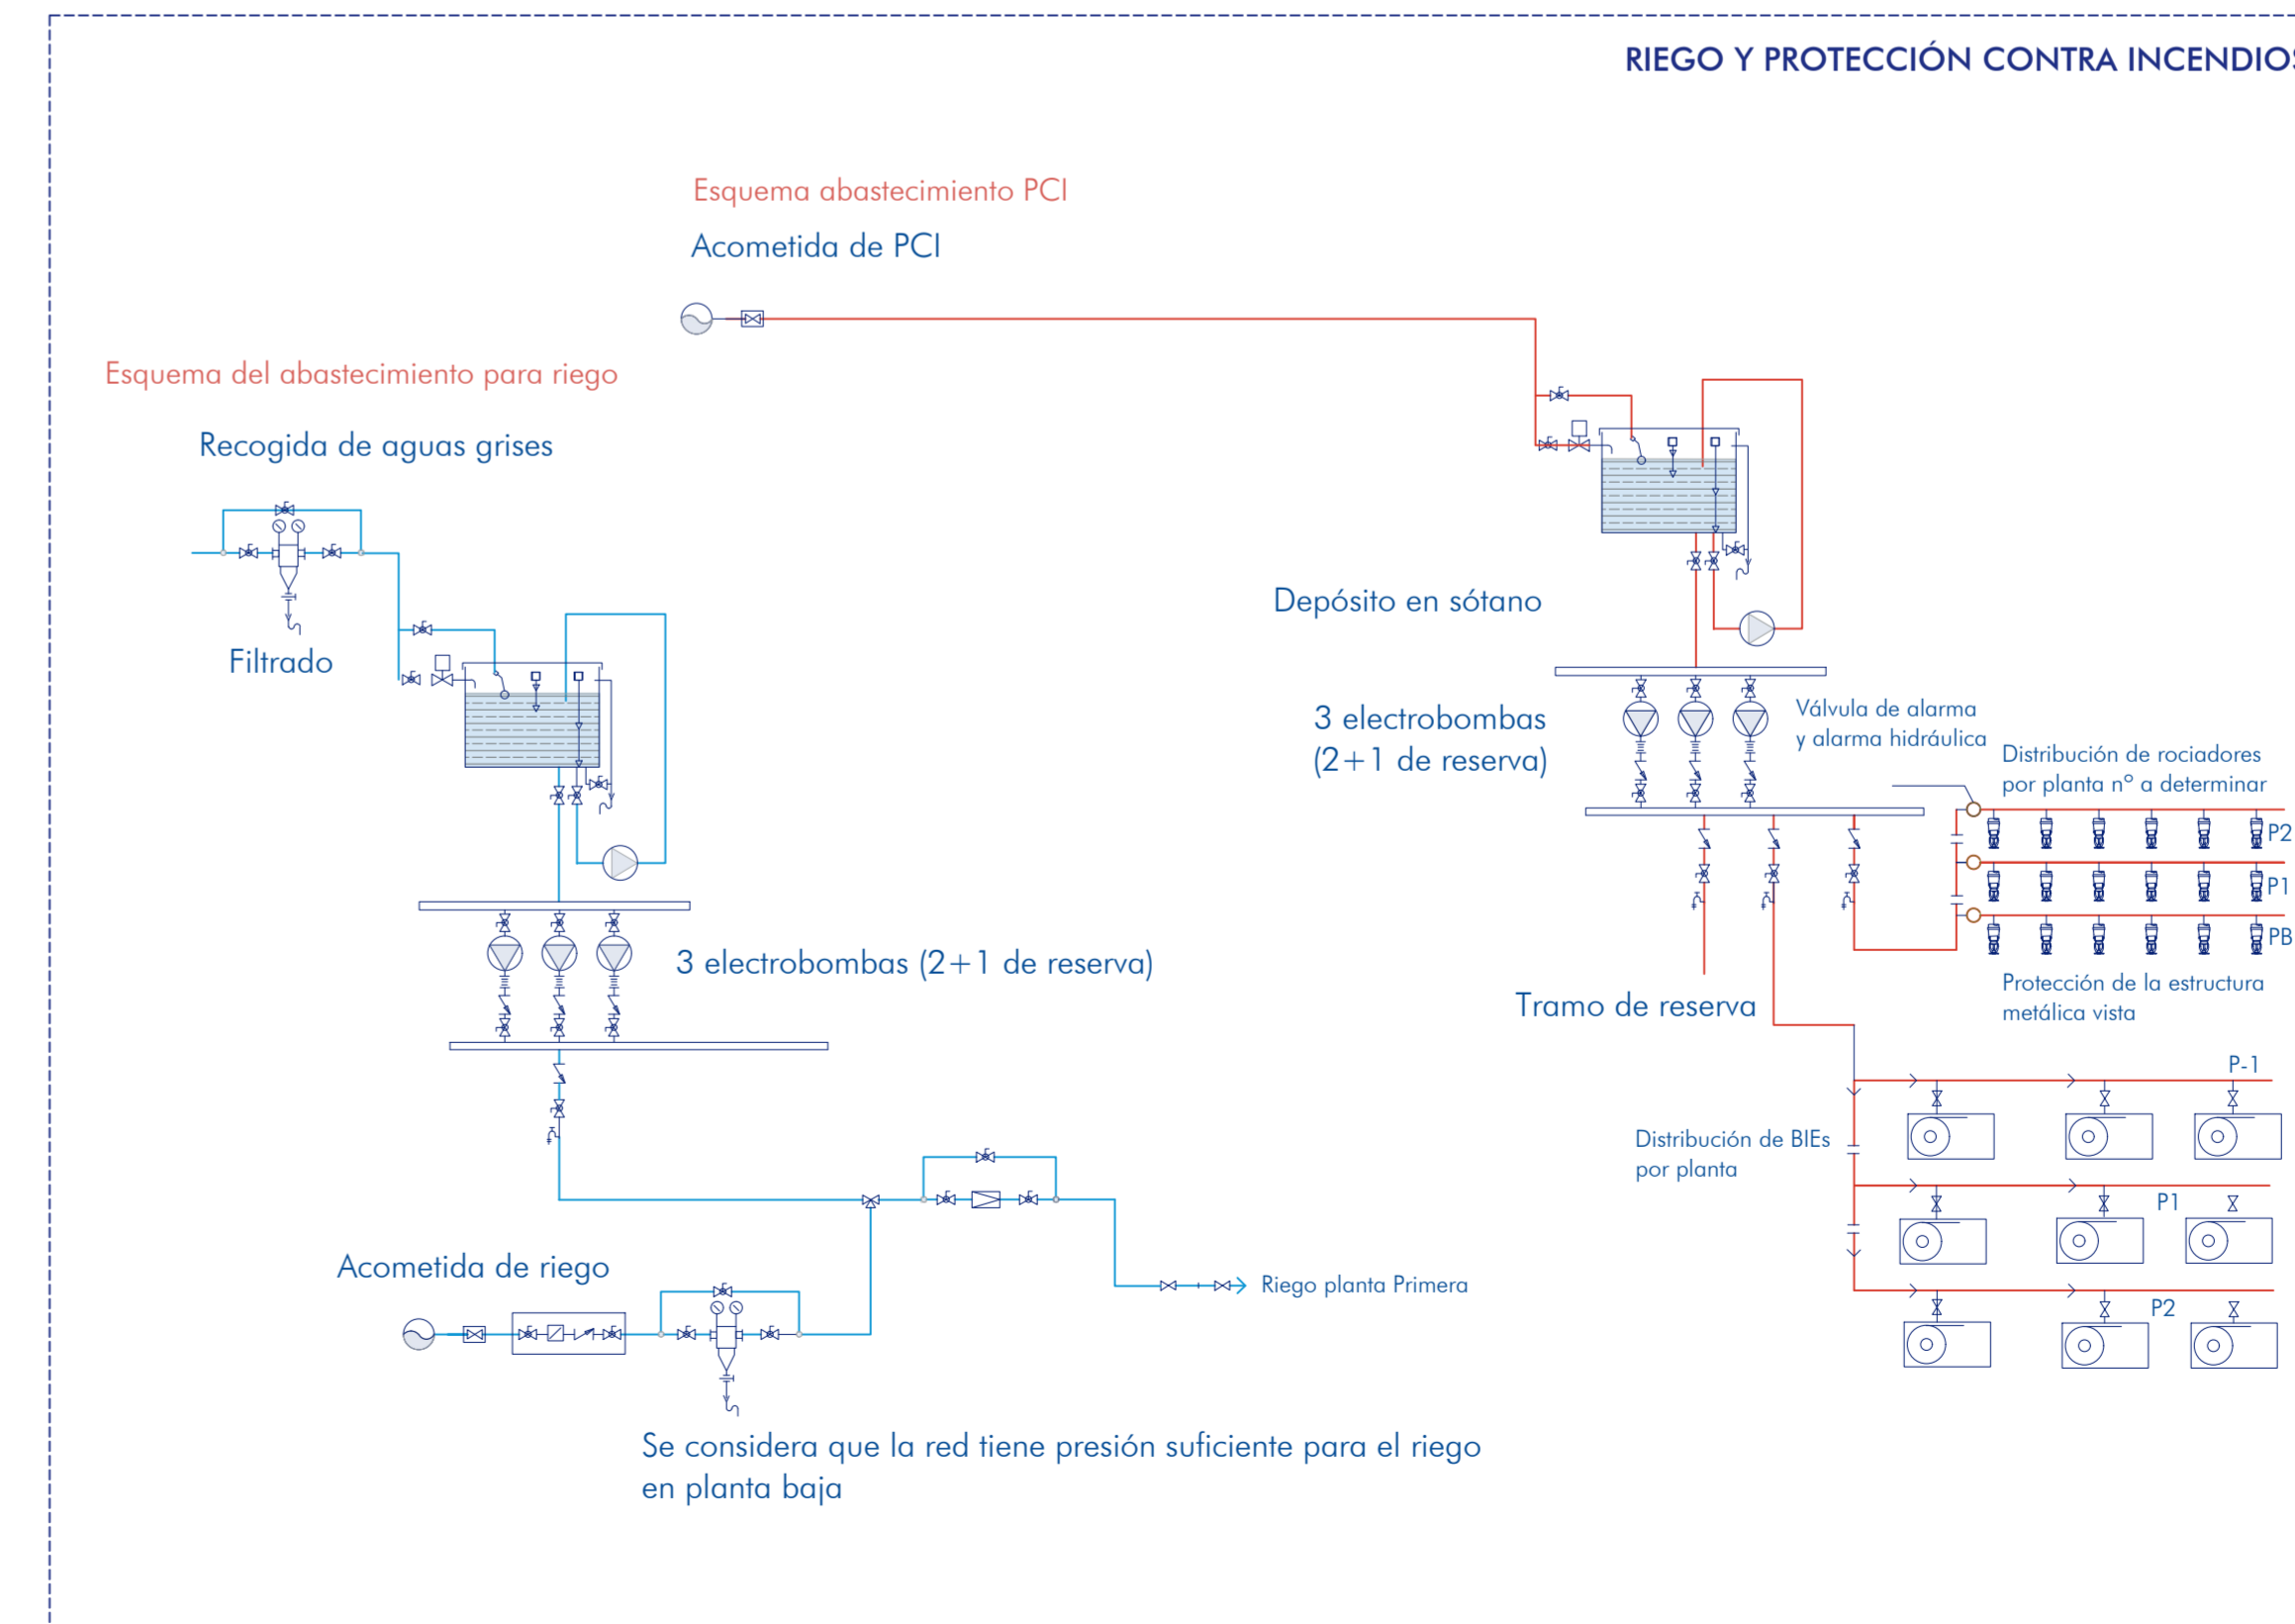 RIEGO Y PROTECCIÓN CONTRA INCENDIOS
Esquema abastecimiento PCI
Acometida de PCI
Esquema del abastecimiento para riego
Recogida de aguas grises
Filtrado
Depósito en sótano
3 electrobombas
(2+1 de reserva)
Válvula de alarma
y alarma hidráulica
Distribución de rociadores
por planta nº a determinar
P2
P1
PB
3 electrobombas (2+1 de reserva)
Protección de la estructura
metálica vista
Tramo de reserva
P-1
Distribución de BIEs
por planta
P1
P2
Acometida de riego
Riego planta Primera
Se considera que la red tiene presión suficiente para el riego
en planta baja